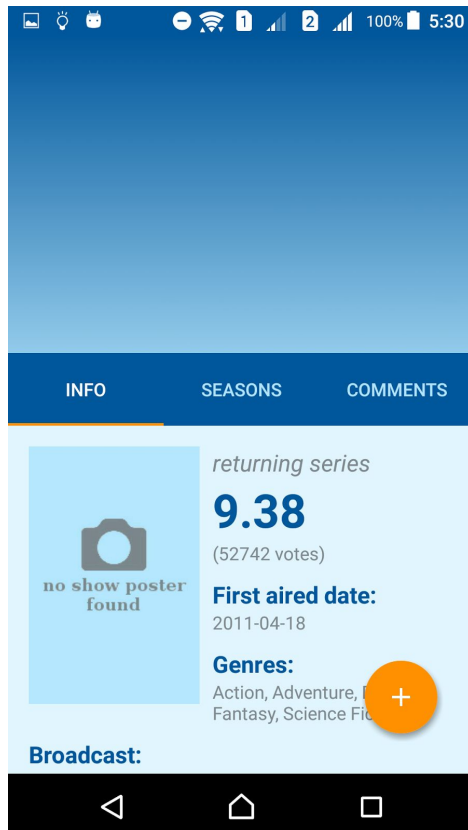 1 2 100% 5:30
INFO SEASONS COMMENTS
no show poster
found
returning series
9.38
(52742 votes)
First aired date:
2011-04-18
Genres:
Action, Adventure,
Fantasy, Science
Broadcast: